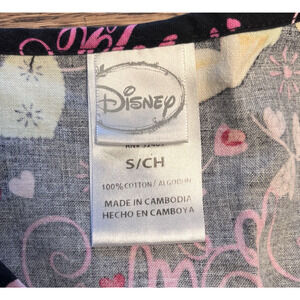 Disney
S/CH
100% COTTON / ALGODÓN
MADE IN CAMBODIA
HECHO EN CAMBOYA